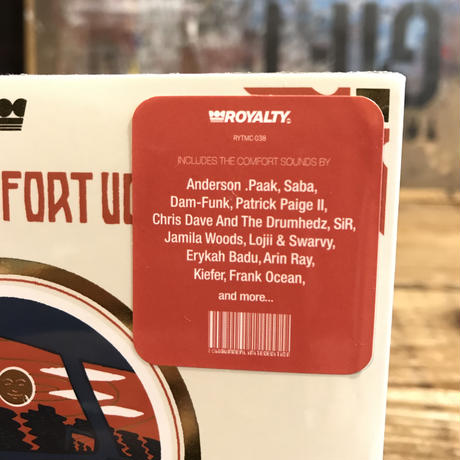 ROYALTY
RYTMC 038
INCLUDES THE COMFORT SOUNDS BY
Anderson .Paak, Saba,
Dam-Funk, Patrick Paige II,
Chris Dave And The Drumhedz, SiR,
Jamila Woods, Lojii & Swarvy,
Erykah Badu, Arin Ray,
Kiefer, Frank Ocean,
and more...
FORT